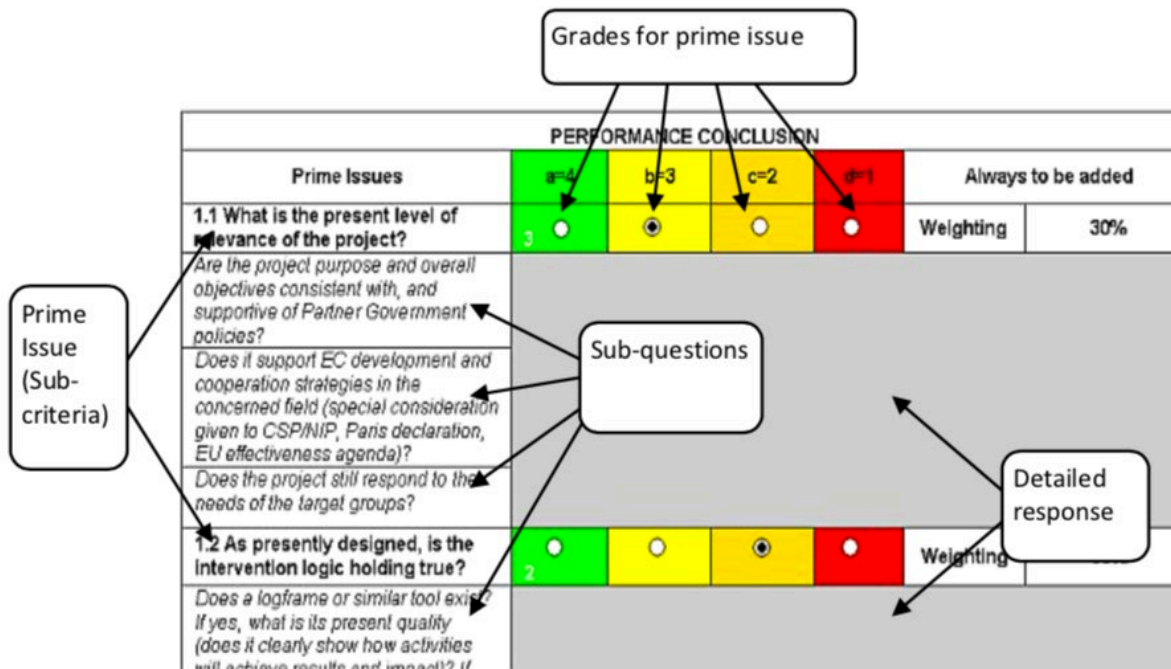 Grades for prime issue
PERFORMANCE CONCLUSION
Prime Issues
a=4
b=3
c=2
d=1
Always to be added
1.1 What is the present level of
relevance of the project?
3
Weighting
30%
Are the project purpose and overall
objectives consistent with, and
supportive of Partner Government
policies?
Does it support EC development and
cooperation strategies in the
concerned field (special consideration
given to CSP/NIP, Paris declaration,
EU effectiveness agenda)?
Does the project still respond to the
needs of the target groups?
1.2 As presently designed, is the
intervention logic holding true?
2
Weighting
Does a logframe or similar tool exist?
If yes, what is its present quality
(does it clearly show how activities
will achieve results and impact)? If
Prime
Issue
(Sub-
criteria)
Sub-questions
Detailed
response